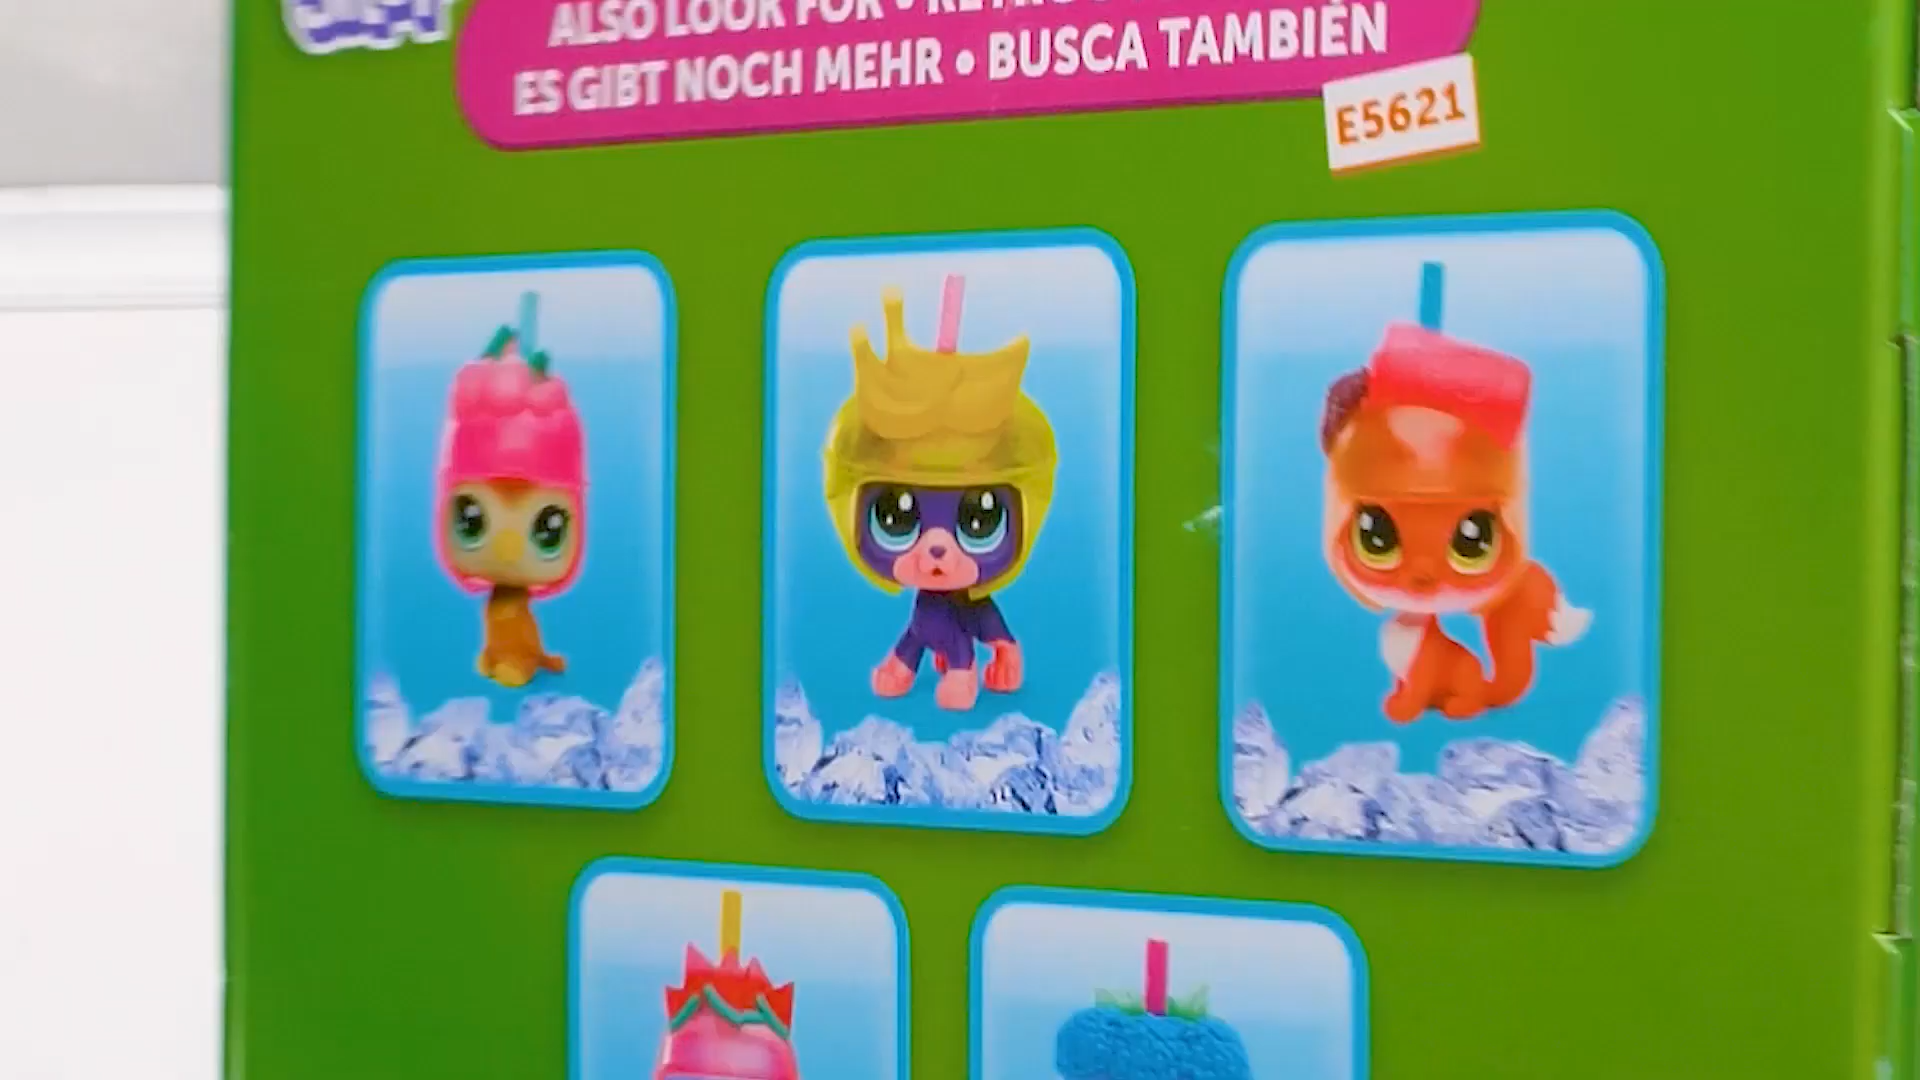 ALSO LOOK FOR •
ES GIBT NOCH MEHR • BUSCA TAMBIÉN
E5621